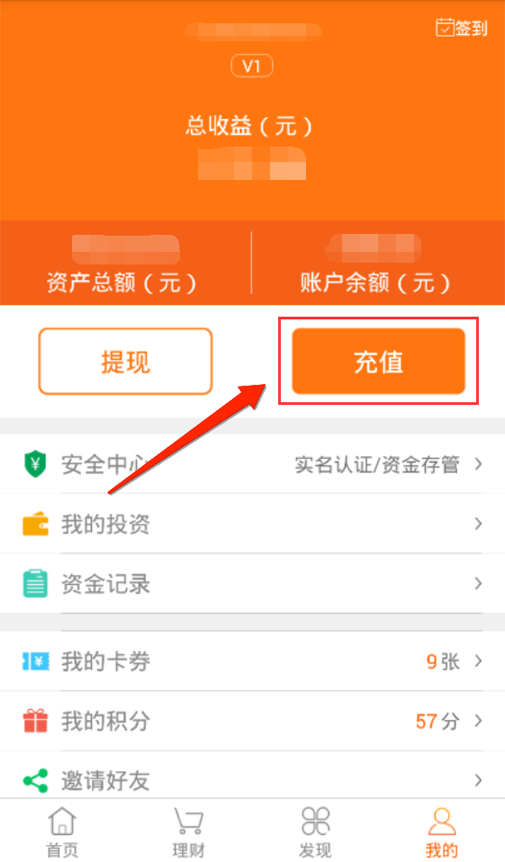 签到
V1
总收益（元）
资产总额（元） 账户余额（元）
提现 充值
安全中心 实名认证/资金存管
我的投资
资金记录
我的卡券 9张
我的积分 57分
邀请好友
首页 理财 发现 我的